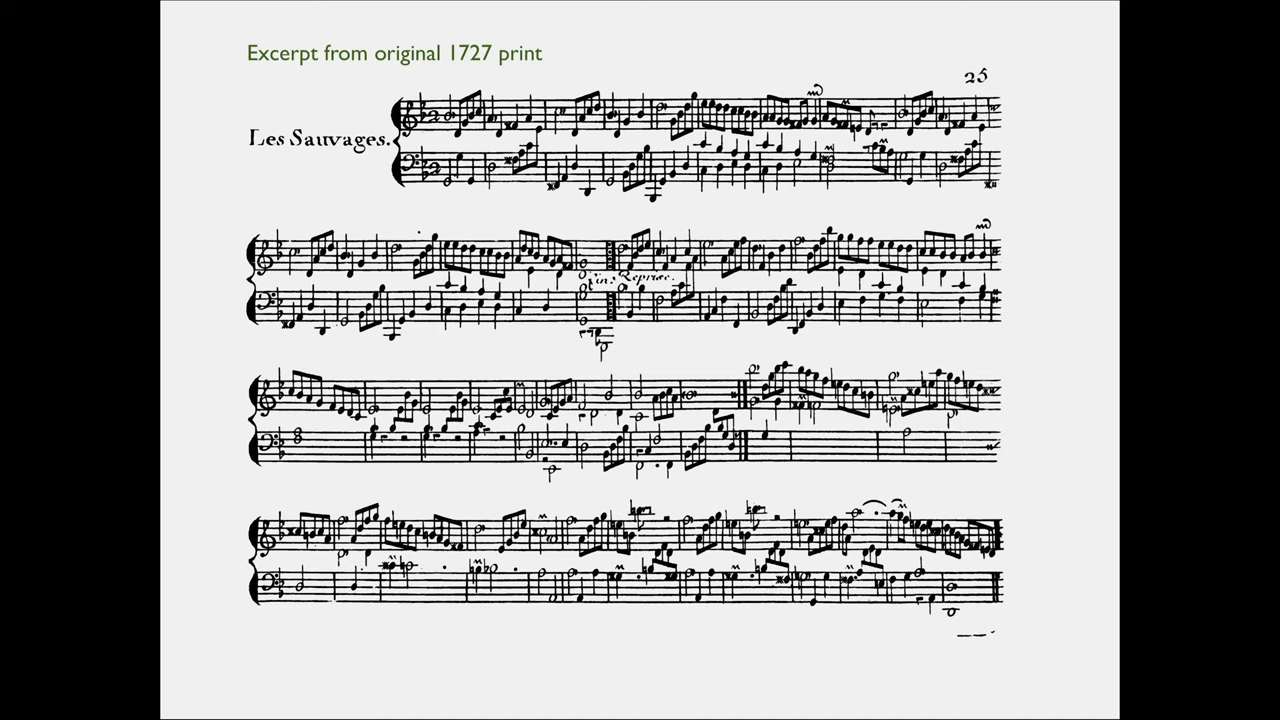 Excerpt from original 1727 print
25
Les Sauvages.
Fin. Reprise.